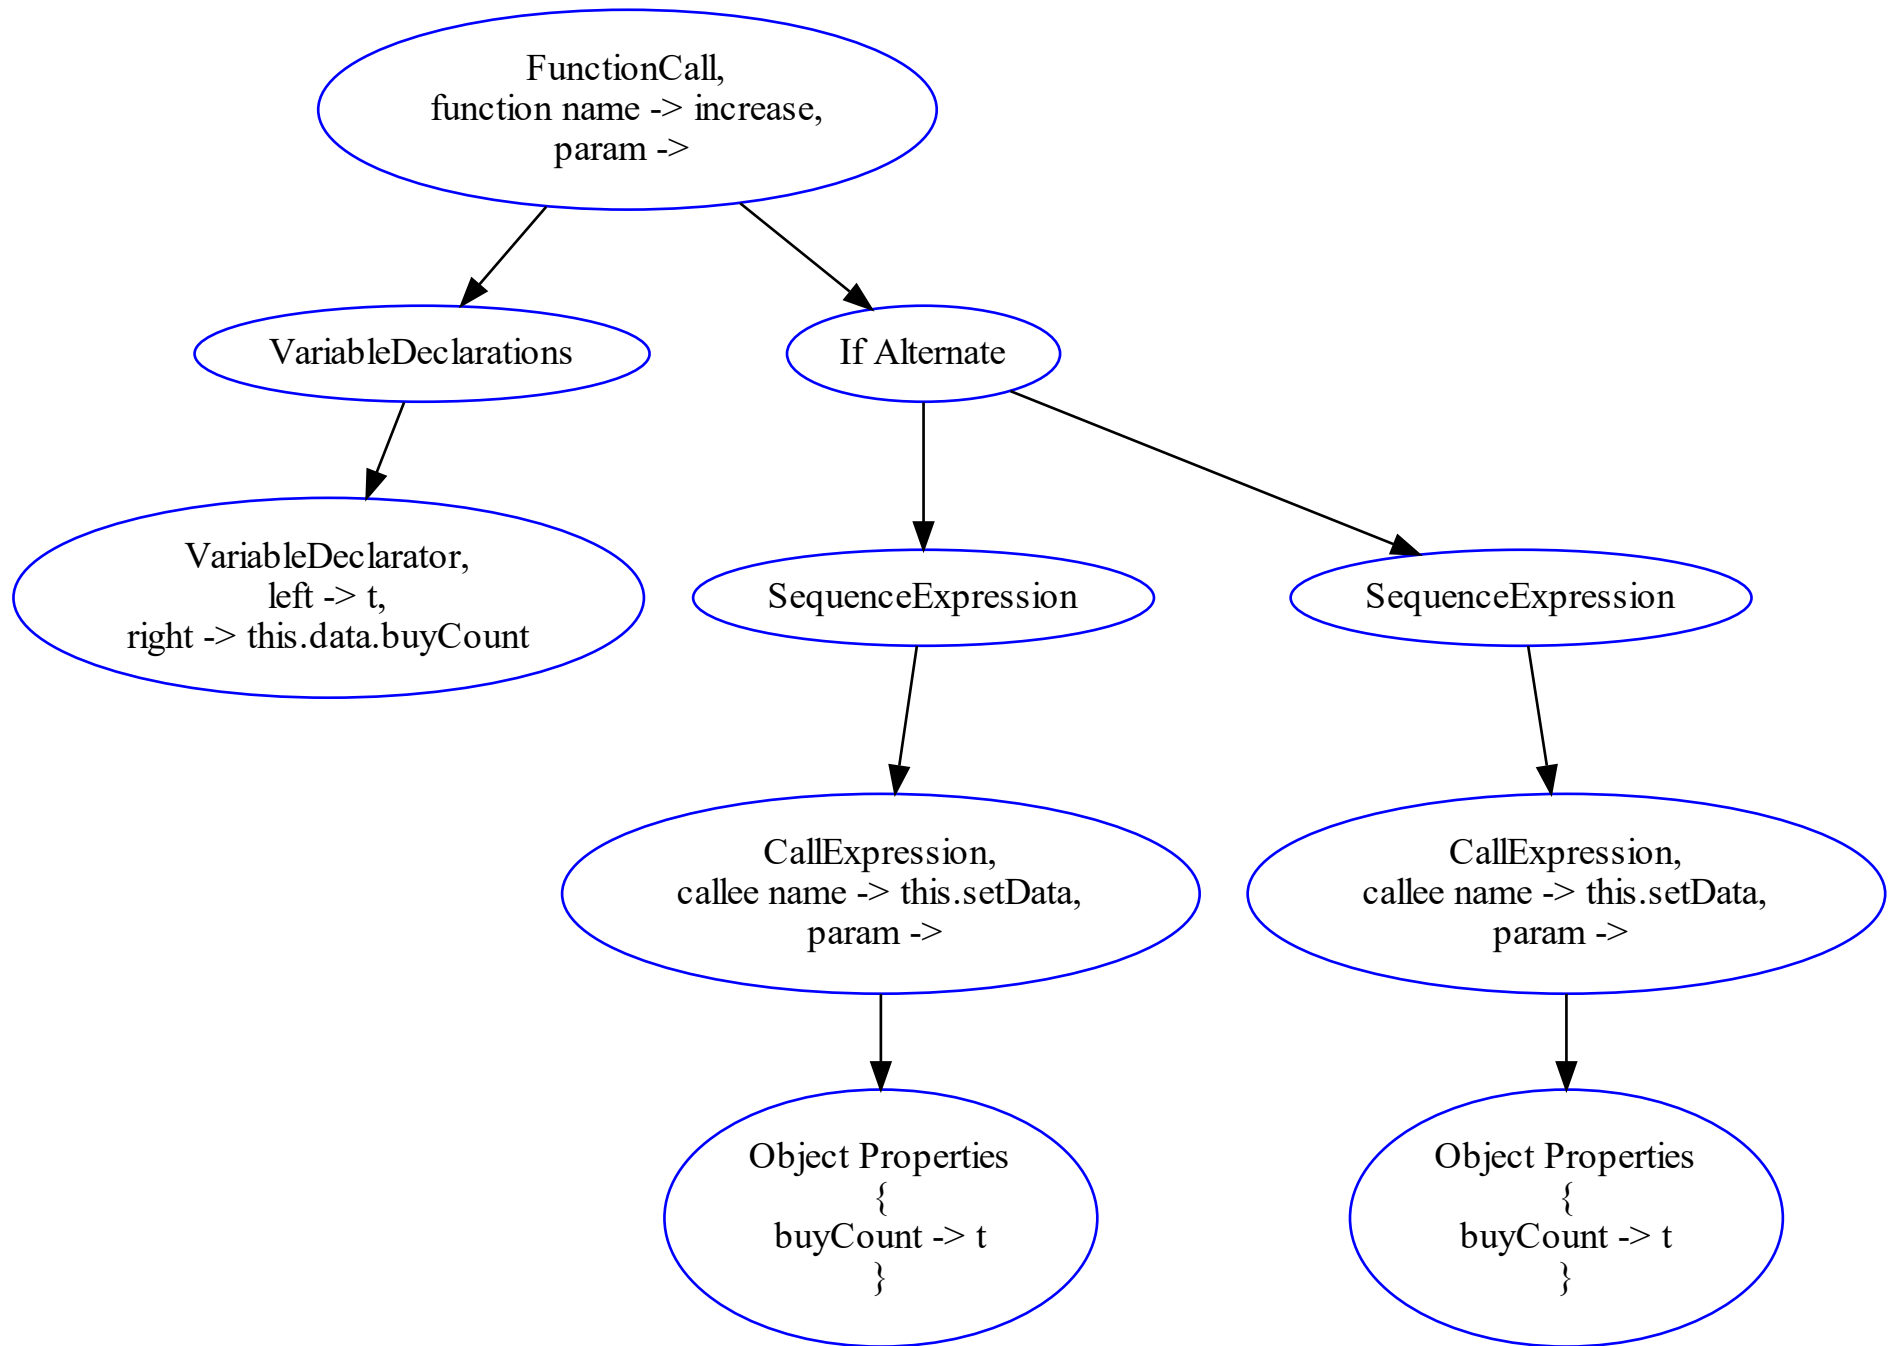 FunctionCall,
function name -> increase,
param ->
VariableDeclarations
If Alternate
VariableDeclarator,
left -> t,
right -> this.data.buyCount
SequenceExpression
SequenceExpression
CallExpression,
callee name -> this.setData,
param ->
CallExpression,
callee name -> this.setData,
param ->
Object Properties
{
buyCount -> t
}
Object Properties
{
buyCount -> t
}